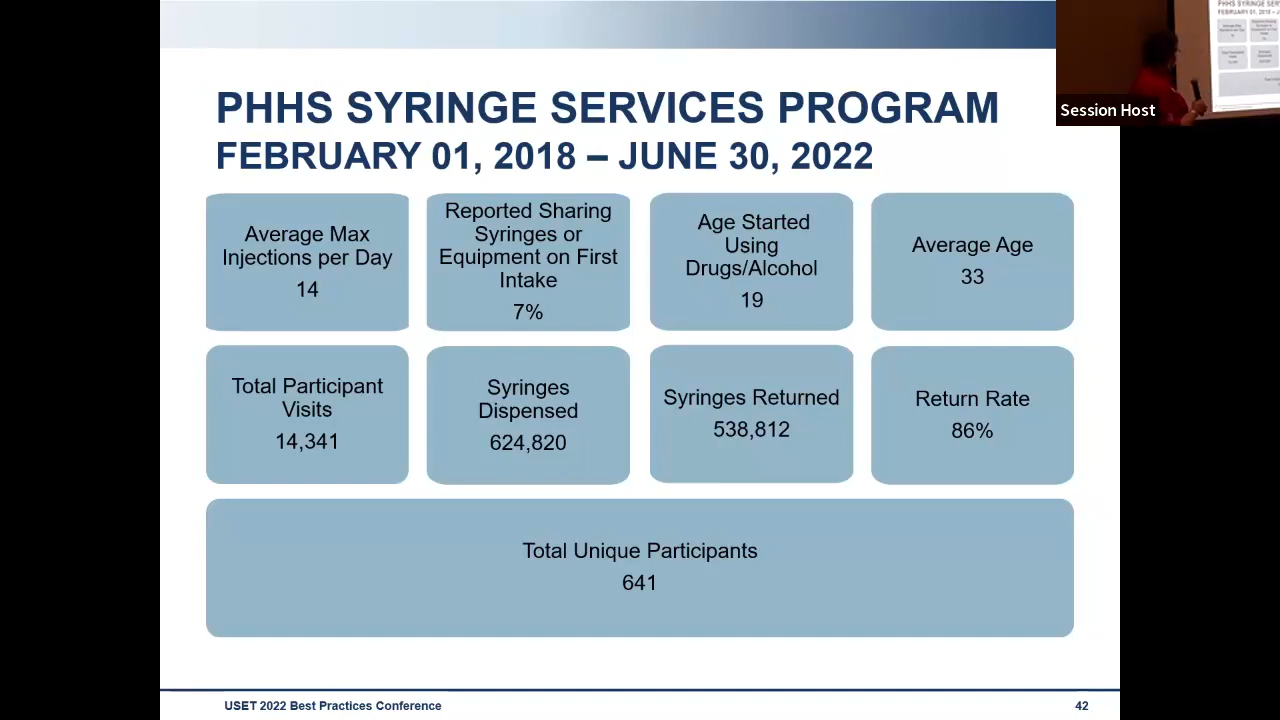 PHHS SYRINGE SERVICES PROGRAM
FEBRUARY 01, 2018 – JUNE 30, 2022
Session Host
Average Max
Injections per Day
14
Reported Sharing
Syringes or
Equipment on First
Intake
7%
Age Started
Using
Drugs/Alcohol
19
Average Age
33
Total Participant
Visits
14,341
Syringes
Dispensed
624,820
Syringes Returned
538,812
Return Rate
86%
Total Unique Participants
641
USET 2022 Best Practices Conference
42